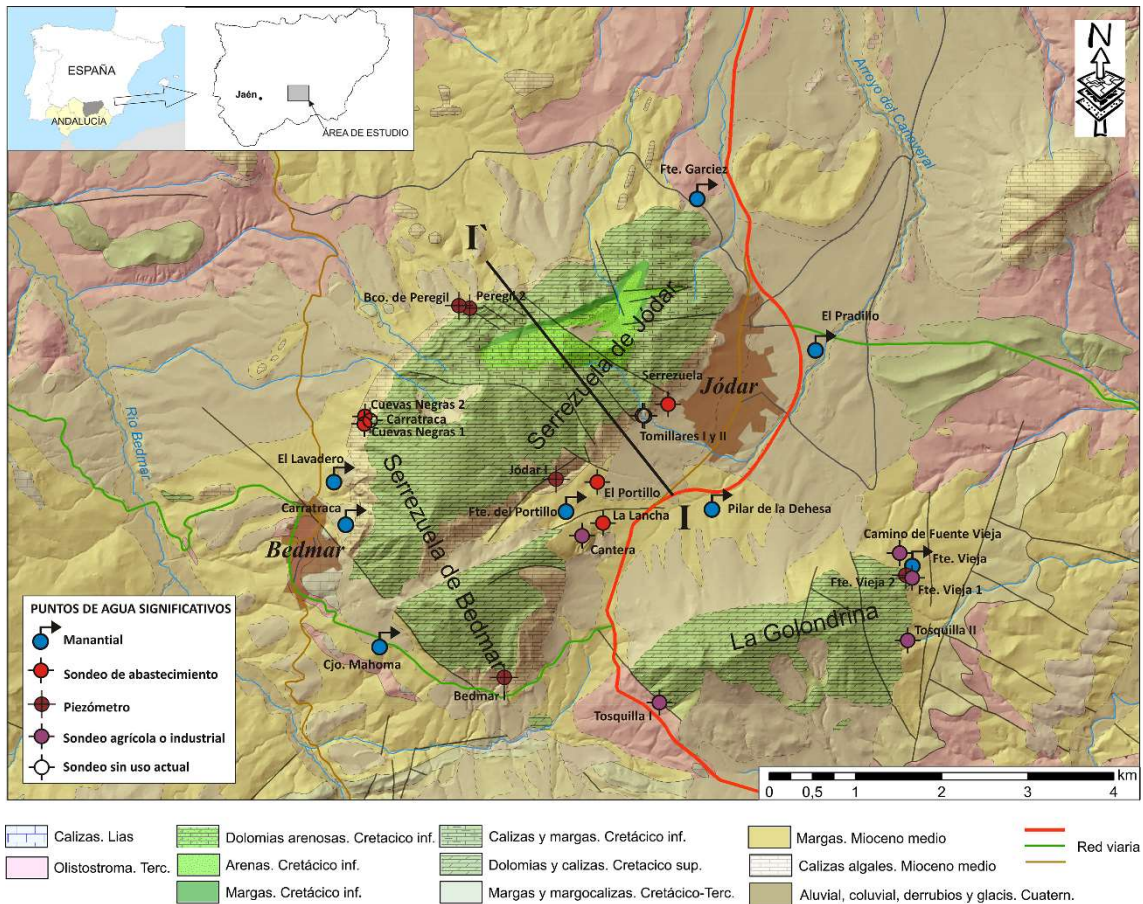 ESPAÑA
ANDALUCÍA
Jaén
ÁREA DE ESTUDIO
N
Arroyo del Cañaveral
Fte. Garciez
I`
Bco. de Peregil
Peregil 2
El Pradillo
Serrezuela de Jódar
Serrezuela
Jódar
Cuevas Negras 2
Carratraca
Cuevas Negras 1
Tomillares I y II
Río Bedmar
El Lavadero
Jódar I
El Portillo
Carratraca
Serrezuela de Bedmar
Fte. del Portillo
La Lancha
I
Pilar de la Dehesa
Bedmar
Cantera
Camino de Fuente Vieja
Fte. Vieja
Fte. Vieja 2
Fte. Vieja 1
La Golondrina
Tosquilla II
Cjo. Mahoma
Bedmar I
Tosquilla I
PUNTOS DE AGUA SIGNIFICATIVOS
Manantial
Sondeo de abastecimiento
Piezómetro
Sondeo agrícola o industrial
Sondeo sin uso actual
km
0 0,5 1 2 3 4
Calizas. Lias
Olistostroma. Terc.
Dolomias arenosas. Cretacico inf.
Arenas. Cretácico inf.
Margas. Cretácico inf.
Calizas y margas. Cretácico inf.
Dolomias y calizas. Cretacico sup.
Margas y margocalizas. Cretácico-Terc.
Margas. Mioceno medio
Calizas algales. Mioceno medio
Aluvial, coluvial, derrubios y glacis. Cuatern.
Red viaria